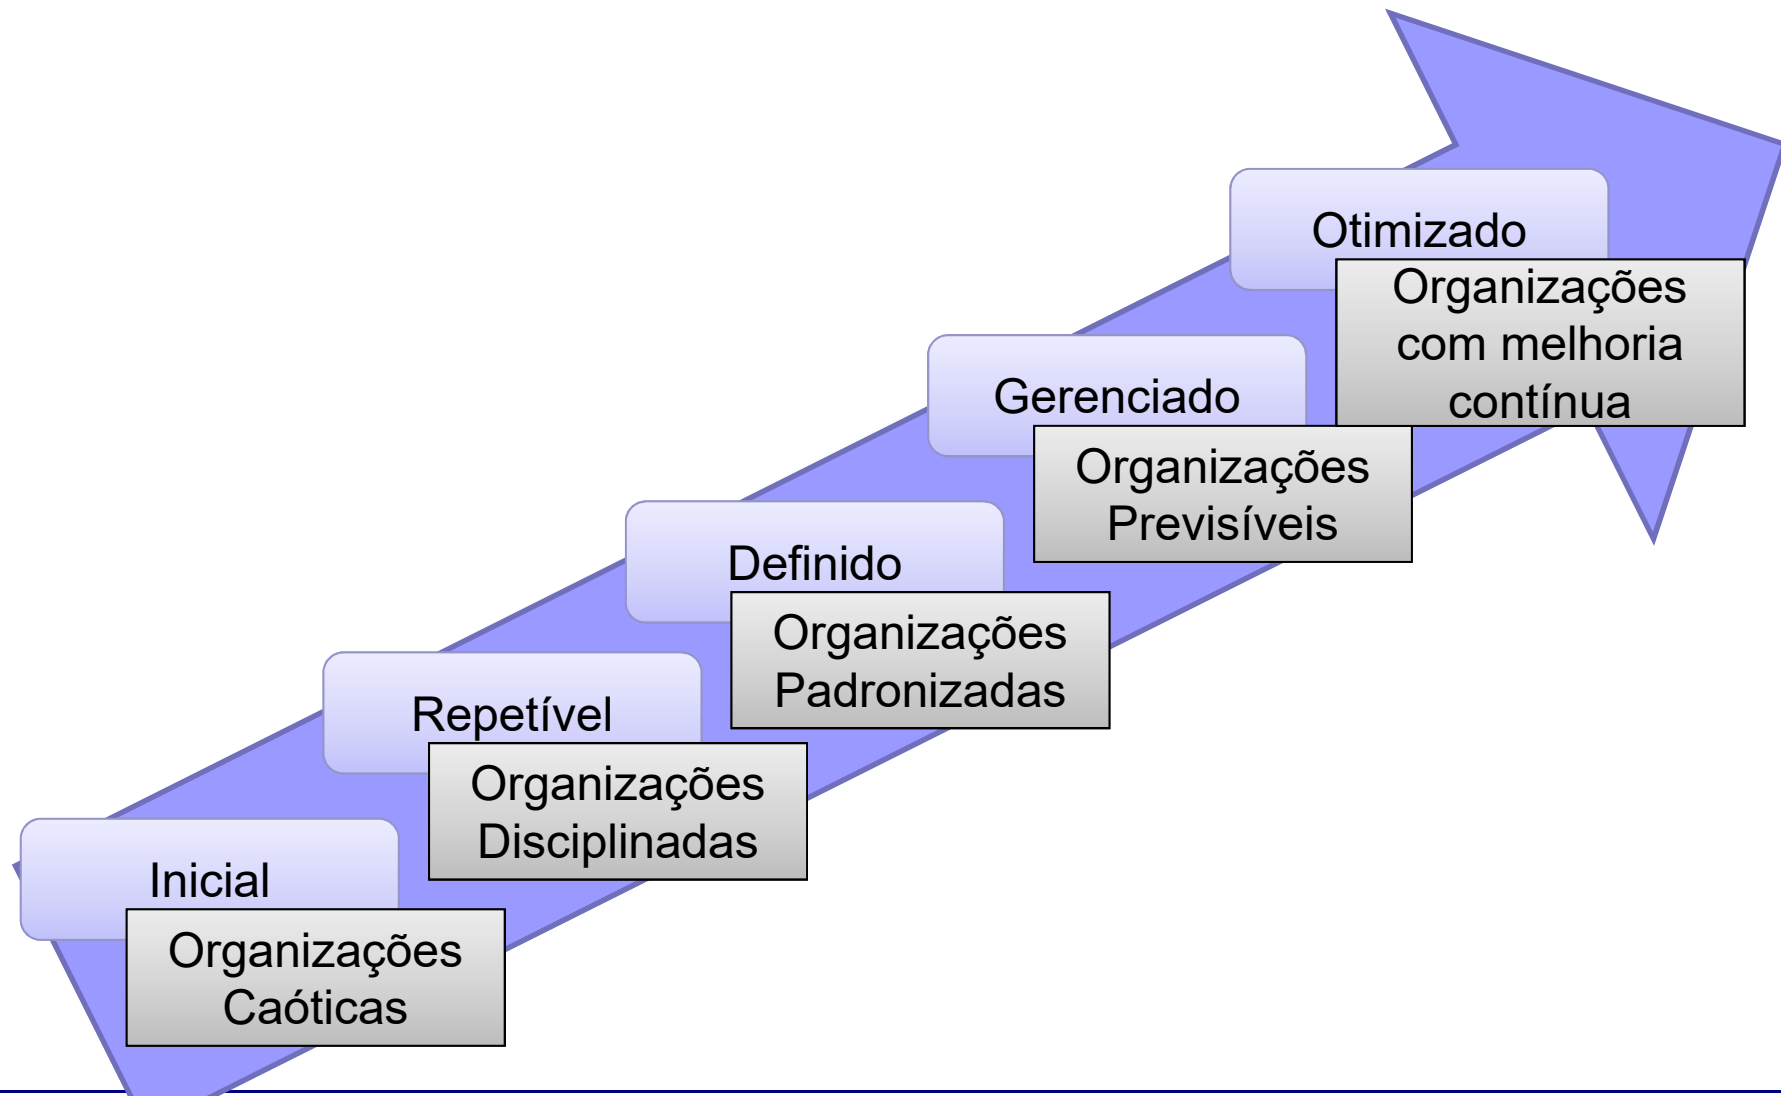 Otimizado
Organizações
com melhoria
contínua
Gerenciado
Organizações
Previsíveis
Definido
Organizações
Padronizadas
Repetível
Organizações
Disciplinadas
Inicial
Organizações
Caóticas